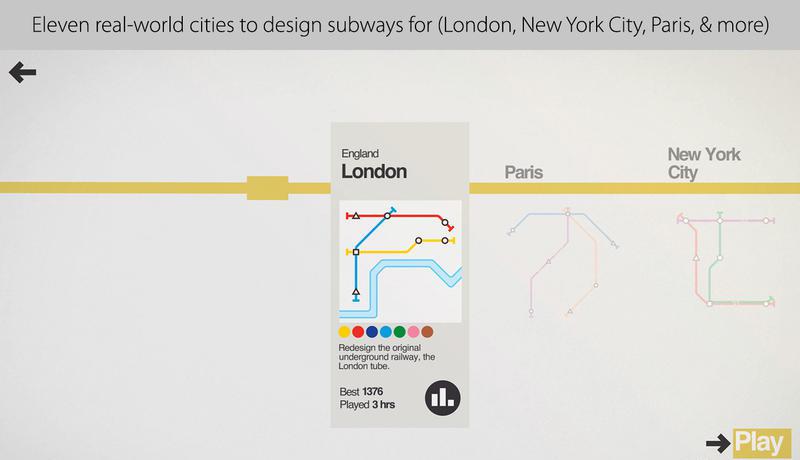 Eleven real-world cities to design subways for (London, New York City, Paris, & more)
England
London
Redesign the original
underground railway, the
London tube.
Best 1376
Played 3 hrs
Paris
New York
City
Play